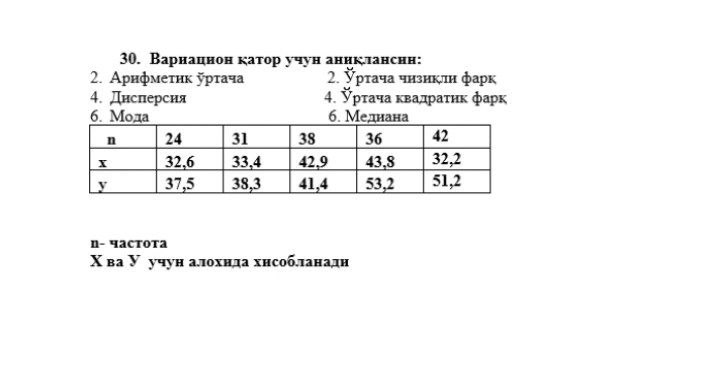 30. Вариацион қатор учун аниқлансин:
2. Арифметик ўртача 2. Ўртача чизиқли фарқ
4. Дисперсия 4. Ўртача квадратик фарқ
6. Мода 6. Медиана
n 24 31 38 36 42
x 32,6 33,4 42,9 43,8 32,2
y 37,5 38,3 41,4 53,2 51,2
n- частота
Х ва У учун алохида хисобланади